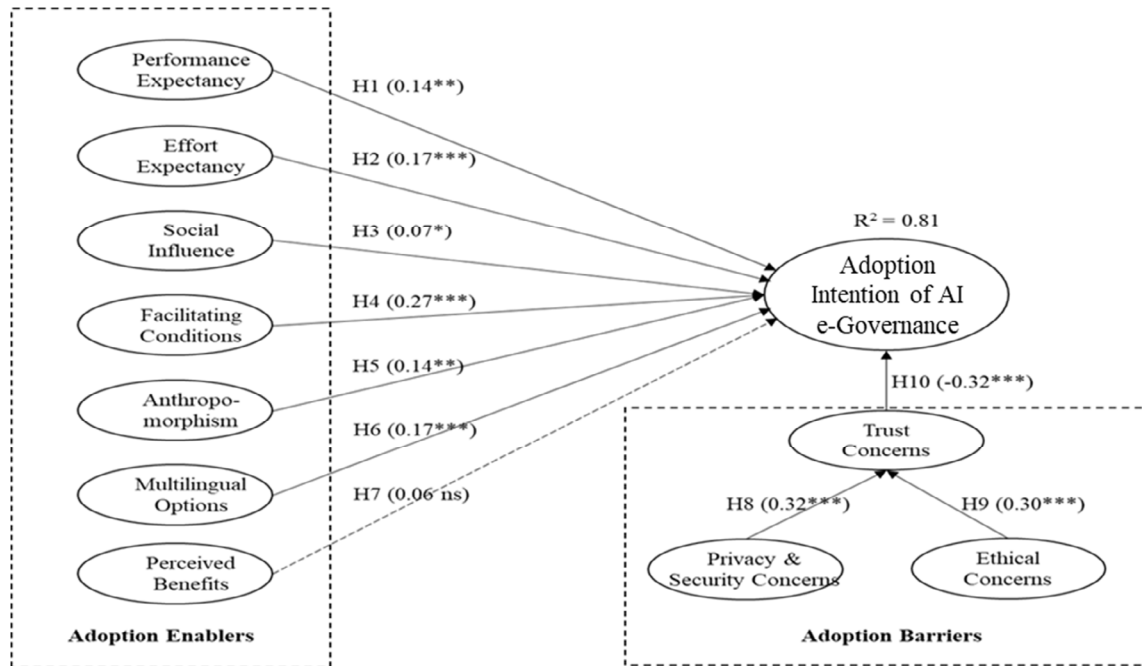 Performance
Expectancy
H1 (0.14**)
Effort
Expectancy
H2 (0.17***)
Social
Influence
H3 (0.07*)
Facilitating
Conditions
H4 (0.27***)
Anthropo-
morphism
H5 (0.14**)
Multilingual
Options
H6 (0.17***)
Perceived
Benefits
H7 (0.06 ns)
Adoption Enablers
R² = 0.81
Adoption
Intention of AI
e-Governance
H10 (-0.32***)
Trust
Concerns
H8 (0.32***)
H9 (0.30***)
Privacy &
Security Concerns
Ethical
Concerns
Adoption Barriers